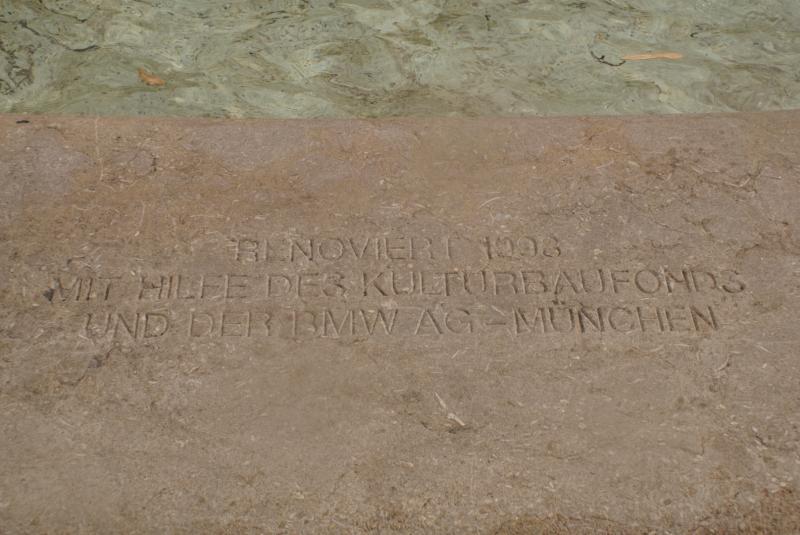 RENOVIERT 1998
MIT HILFE DES KULTURBAUFONDS
UND DER BMW AG – MÜNCHEN